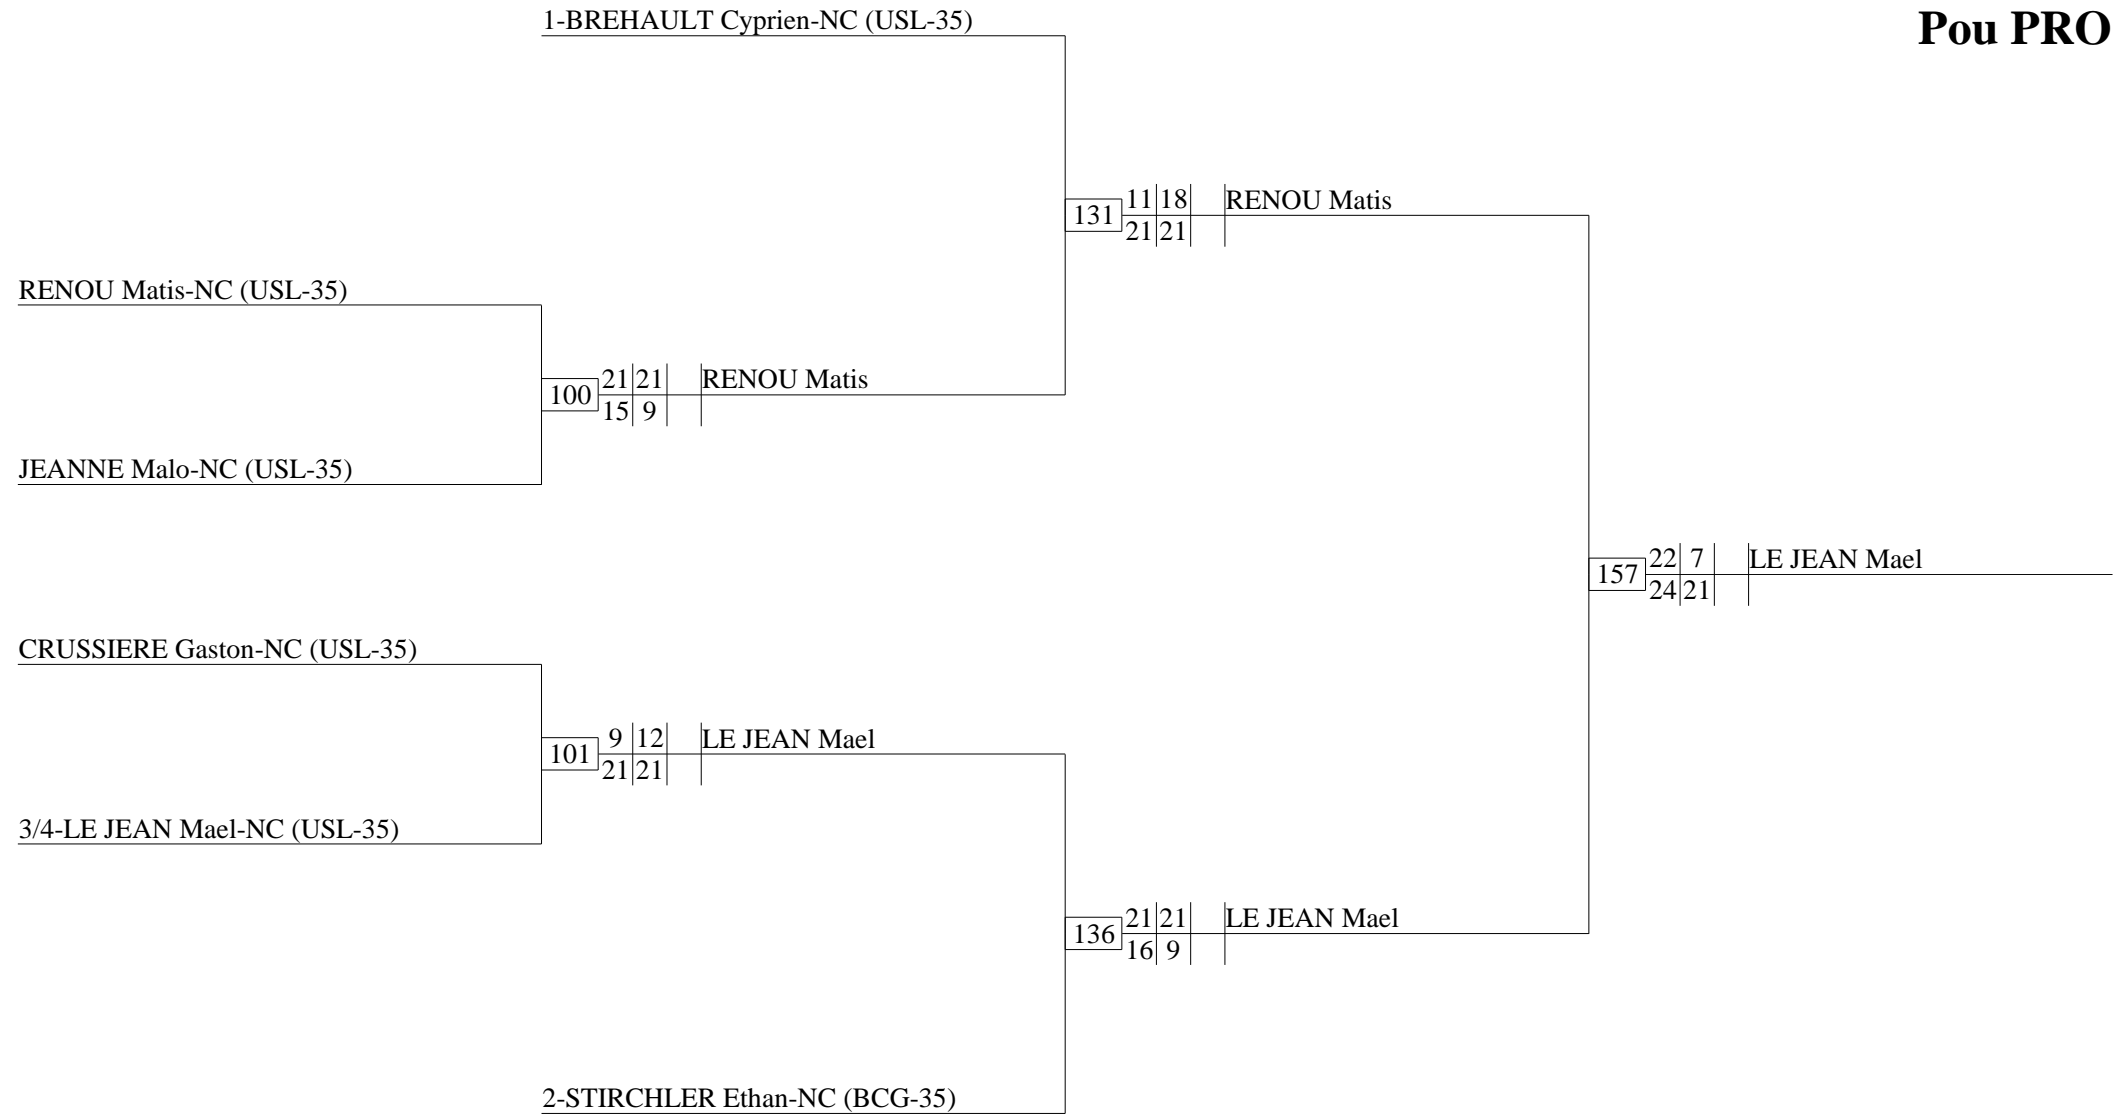 1-BREHAULT Cyprien-NC (USL-35)
Pou PRO
11 18 RENOU Matis
131
21 21
RENOU Matis-NC (USL-35)
21 21 RENOU Matis
100
15 9
JEANNE Malo-NC (USL-35)
22 7 LE JEAN Mael
157
24 21
CRUSSIERE Gaston-NC (USL-35)
9 12 LE JEAN Mael
101
21 21
3/4-LE JEAN Mael-NC (USL-35)
21 21 LE JEAN Mael
136
16 9
2-STIRCHLER Ethan-NC (BCG-35)